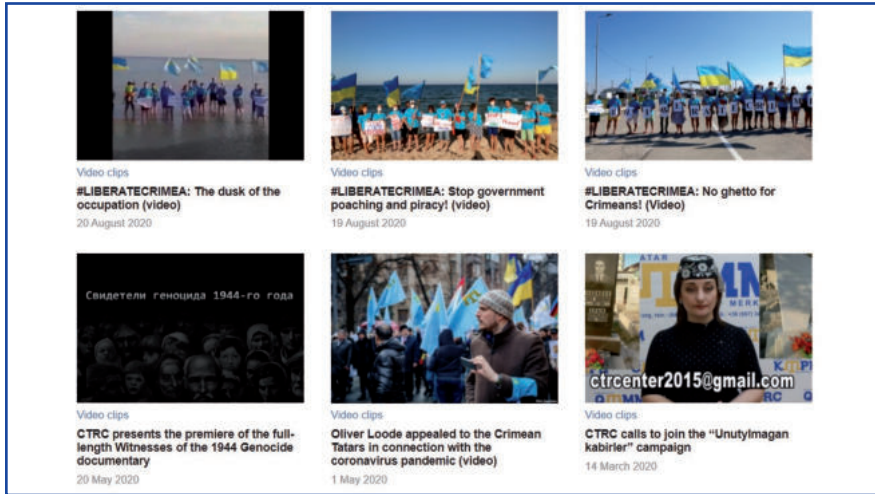 Video clips
#LIBERATECRIMEA: The dusk of the
occupation (video)
20 August 2020
Video clips
#LIBERATECRIMEA: Stop government
poaching and piracy! (video)
19 August 2020
Video clips
#LIBERATECRIMEA: No ghetto for
Crimeans! (Video)
19 August 2020
Свидетели геноцида 1944-го года
ATAR
MERK
ctrcenter2015@gmail.com
Video clips
CTRC presents the premiere of the full-
length Witnesses of the 1944 Genocide
documentary
20 May 2020
Video clips
Oliver Loode appealed to the Crimean
Tatars in connection with the
coronavirus pandemic (video)
1 May 2020
Video clips
CTRC calls to join the “Unutylmagan
kabirler” campaign
14 March 2020